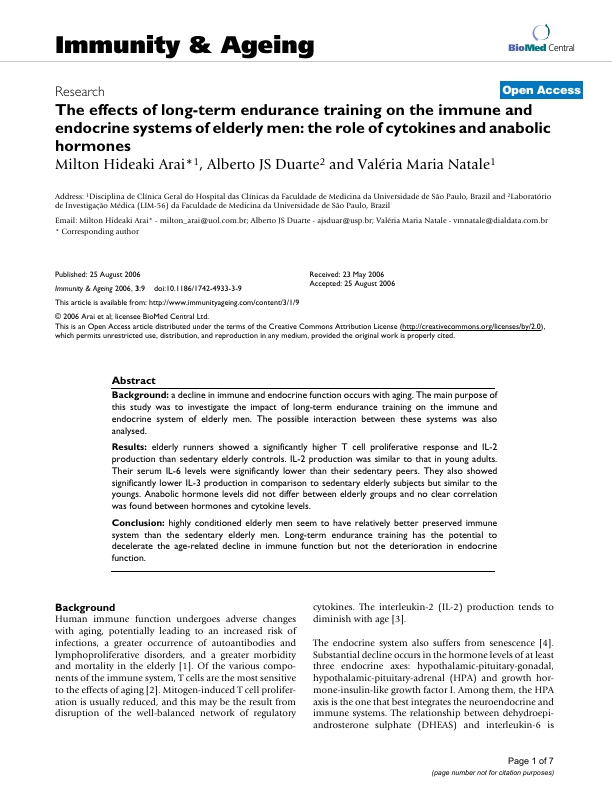 Immunity & Ageing
BioMed Central
Research
Open Access
The effects of long-term endurance training on the immune and
endocrine systems of elderly men: the role of cytokines and anabolic
hormones
Milton Hideaki Arai*1, Alberto JS Duarte2 and Valéria Maria Natale1
Address: 1Disciplina de Clínica Geral do Hospital das Clínicas da Faculdade de Medicina da Universidade de São Paulo, Brazil and 2Laboratório
de Investigação Médica (LIM-56) da Faculdade de Medicina da Universidade de São Paulo, Brazil
Email: Milton Hideaki Arai* - milton_arai@uol.com.br; Alberto JS Duarte - ajsduar@usp.br; Valéria Maria Natale - vmnatale@dialdata.com.br
* Corresponding author
Published: 25 August 2006
Immunity & Ageing 2006, 3:9 doi:10.1186/1742-4933-3-9
Received: 23 May 2006
Accepted: 25 August 2006
This article is available from: http://www.immunityageing.com/content/3/1/9
© 2006 Arai et al; licensee BioMed Central Ltd.
This is an Open Access article distributed under the terms of the Creative Commons Attribution License (http://creativecommons.org/licenses/by/2.0),
which permits unrestricted use, distribution, and reproduction in any medium, provided the original work is properly cited.
Abstract
Background: a decline in immune and endocrine function occurs with aging. The main purpose of
this study was to investigate the impact of long-term endurance training on the immune and
endocrine system of elderly men. The possible interaction between these systems was also
analysed.
Results: elderly runners showed a significantly higher T cell proliferative response and IL-2
production than sedentary elderly controls. IL-2 production was similar to that in young adults.
Their serum IL-6 levels were significantly lower than their sedentary peers. They also showed
significantly lower IL-3 production in comparison to sedentary elderly subjects but similar to the
youngs. Anabolic hormone levels did not differ between elderly groups and no clear correlation
was found between hormones and cytokine levels.
Conclusion: highly conditioned elderly men seem to have relatively better preserved immune
system than the sedentary elderly men. Long-term endurance training has the potential to
decelerate the age-related decline in immune function but not the deterioration in endocrine
function.
Background
Human immune function undergoes adverse changes
with aging, potentially leading to an increased risk of
infections, a greater occurrence of autoantibodies and
lymphoproliferative disorders, and a greater morbidity
and mortality in the elderly [1]. Of the various compo-
nents of the immune system, T cells are the most sensitive
to the effects of aging [2]. Mitogen-induced T cell prolifer-
ation is usually reduced, and this may be the result from
disruption of the well-balanced network of regulatory
cytokines. The interleukin-2 (IL-2) production tends to
diminish with age [3].
The endocrine system also suffers from senescence [4].
Substantial decline occurs in the hormone levels of at least
three endocrine axes: hypothalamic-pituitary-gonadal,
hypothalamic-pituitary-adrenal (HPA) and growth hor-
mone-insulin-like growth factor I. Among them, the HPA
axis is the one that best integrates the neuroendocrine and
immune systems. The relationship between dehydroepi-
androsterone sulphate (DHEAS) and interleukin-6 is
Page 1 of 7
(page number not for citation purposes)